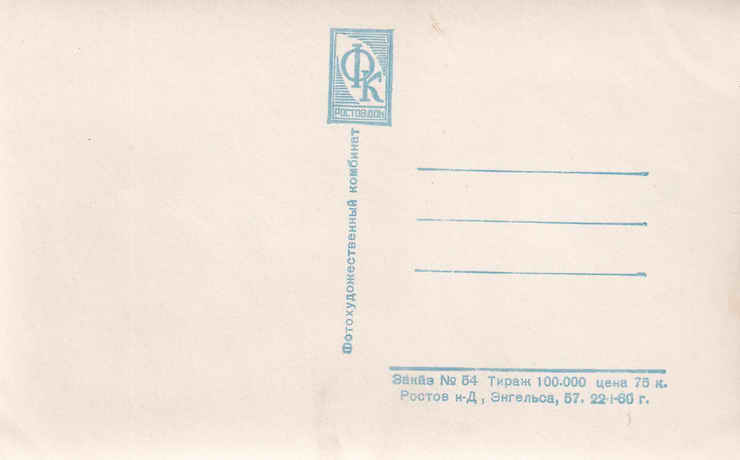 ФК
РОСТОВ.ДОН
Фотохудожественный комбинат
Заказ № 54 Тираж 100.000 цена 75 к.
Ростов н-Д, Энгельса, 57. 22-I-60 г.